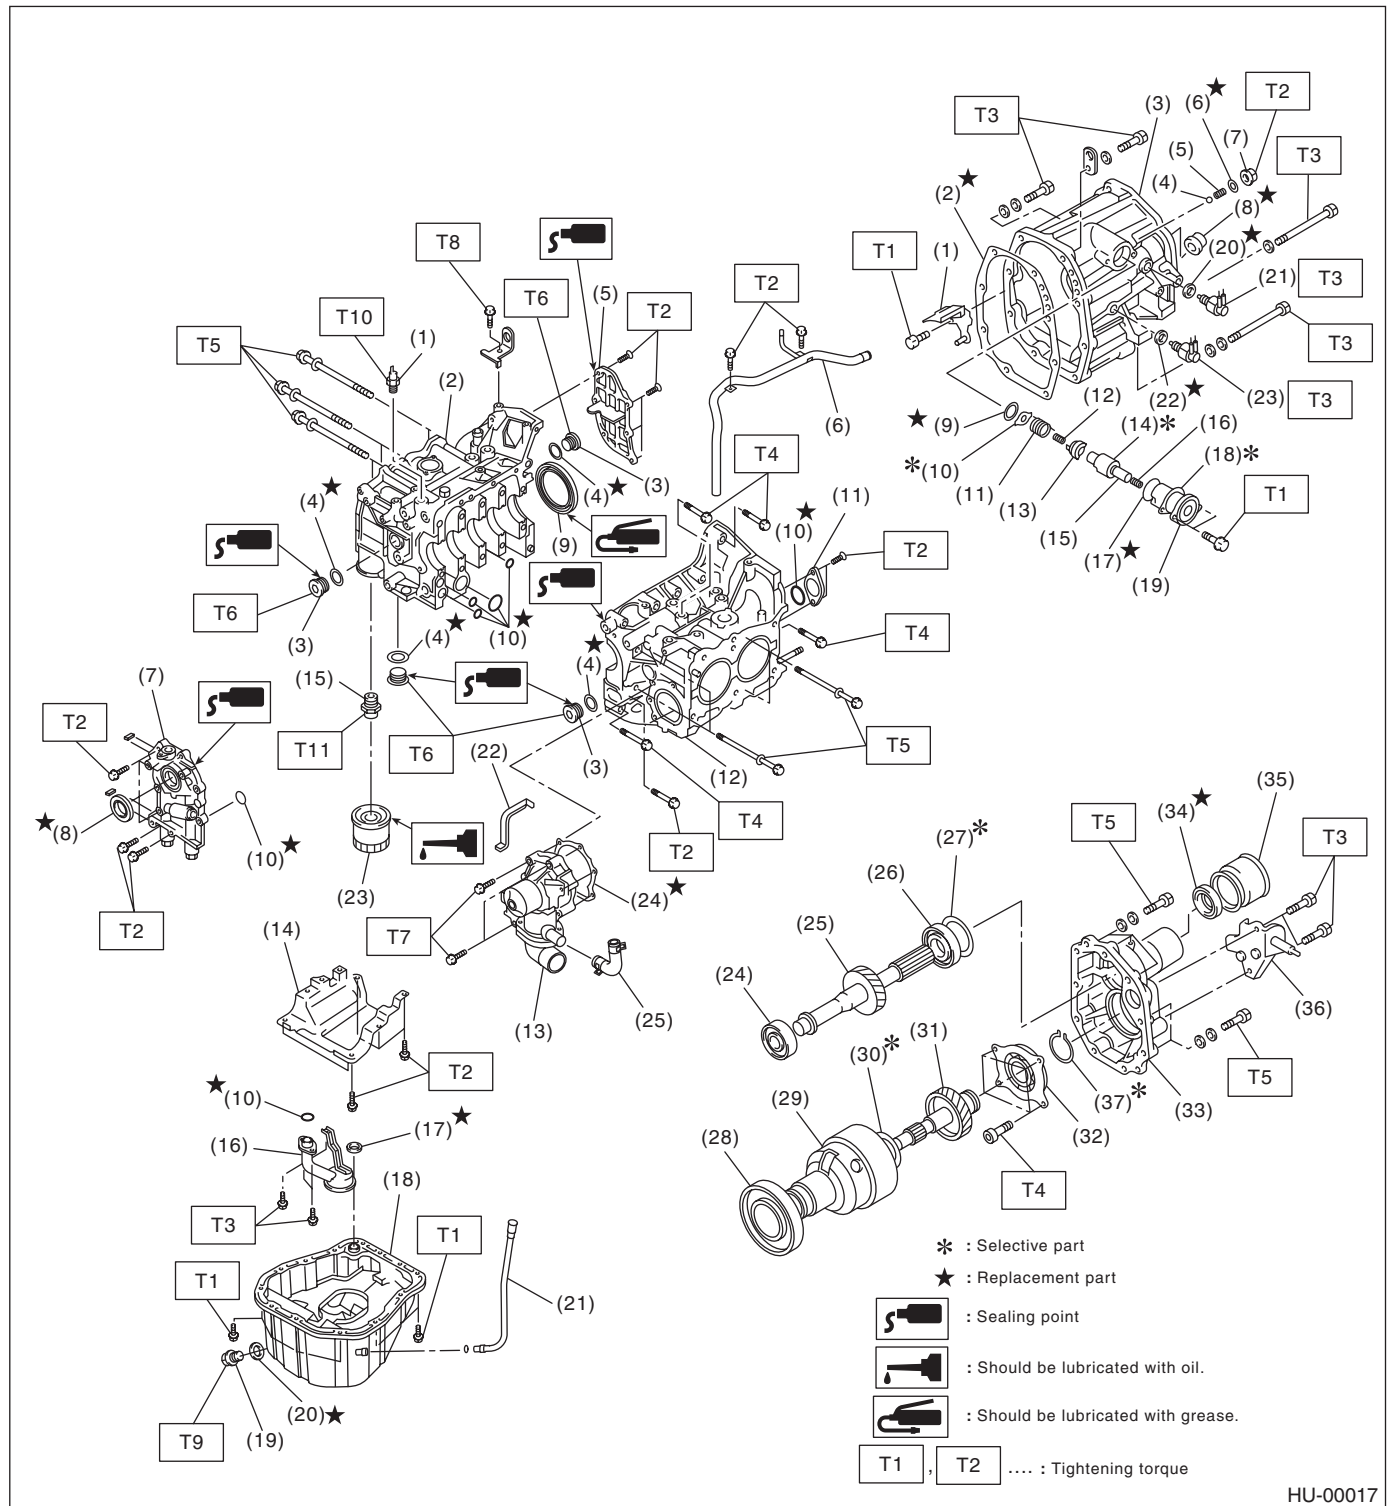 T3
(6)★
T2
(3)
(7)
(5)
T3
(4)
(2)★
(8)★
T8
T1
(1)
(20)★
T6
(5)
T2
T2
(21)
T3
T10
T5
(1)
(2)
T3
(22)★
(23)
T3
(12)
★(9)
(14)*
(16)
(6)
*(10)
(18)*
T4
(3)
(4)★
(4)★
(11)
(11)
(13)
T1
(10)★
(15)
(9)
(17)★
T2
(19)
T6
(3)
(10)★
T4
(4)★
(4)★
(7)
(15)
T2
T11
T6
(22)
(3)
(12)
T5
(35)
(34)★
T4
★(8)
(10)★
T2
(27)*
T5
T3
(23)
(24)★
(26)
T2
T7
(25)
(14)
(24)
(36)
(13)
(25)
(31)
(30)*
T2
T5
★(10)
(37)*
(33)
(17)★
(29)
(32)
(16)
(28)
(18)
T4
T3
T1
* : Selective part
T1
★ : Replacement part
(21)
: Sealing point
: Should be lubricated with oil.
(20)★
: Should be lubricated with grease.
T9
(19)
T1 , T2 .... : Tightening torque
HU-00017